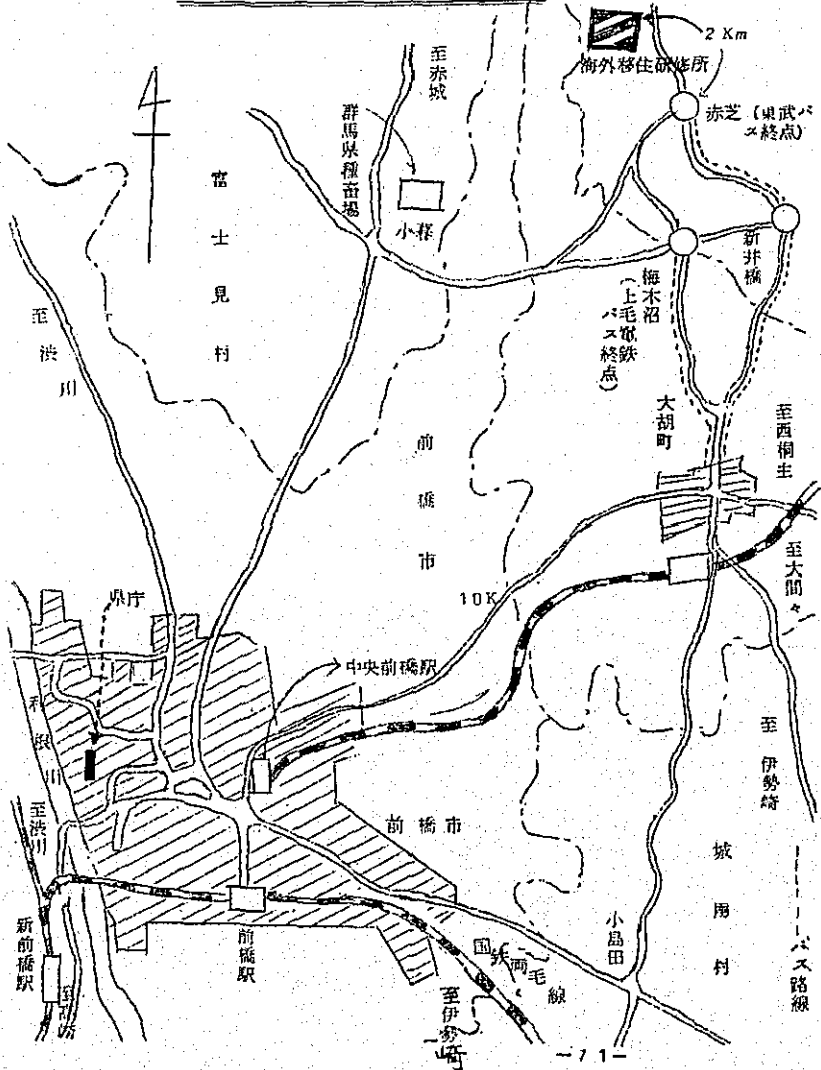 2 Km
海外移住研修所
赤芝（東武バ
ス終点）
至赤城
群馬県種畜場
小暮
富士見村
新井橋
梅木沼
（上毛電鉄
バス終点）
至渋川
大胡町
至西桐生
前橋市
至大間々
10K
県庁
中央前橋駅
利根川
至渋川
至伊勢崎
前橋市
城南村
小島田
バス路線
新前橋駅
前橋駅
国鉄両毛線
至高崎
至伊勢崎
-71-